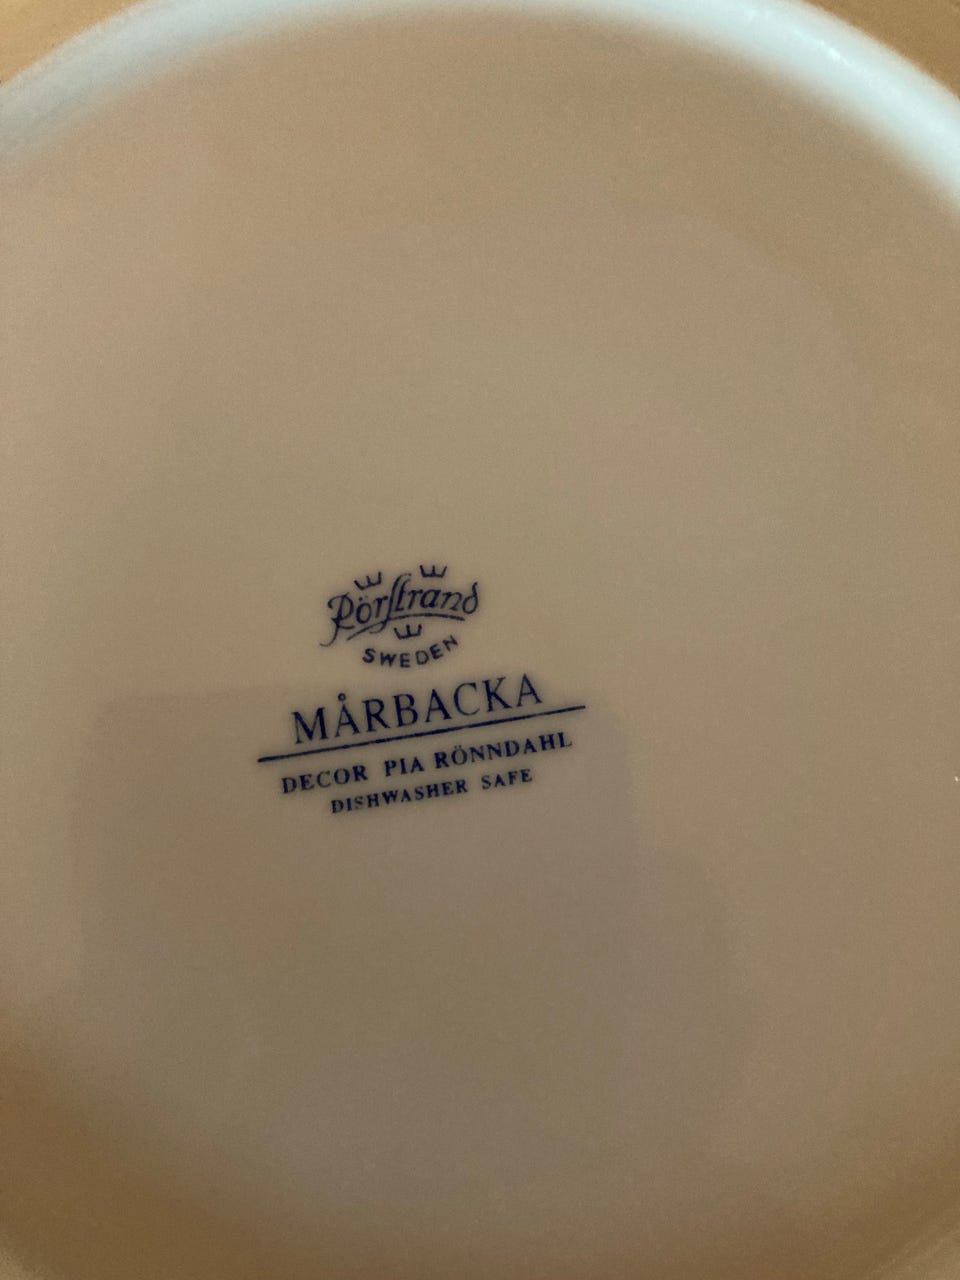 Rörstrand
SWEDEN
MÅRBACKA
DECOR PIA RÖNNDAHL
DISHWASHER SAFE